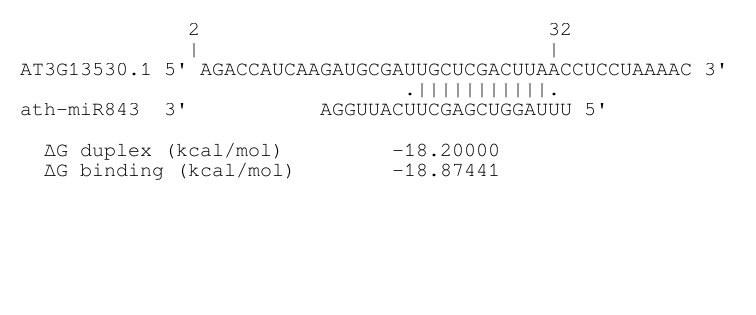 2 32
| |
AT3G13530.1 5' AGACCAUCAAGAUGCGAUUGCUCGACUUAACCUCCUAAAAC 3'
.|||||||||||.
ath-miR843 3' AGGUUACUUCGAGCUGGAUUU 5'
ΔG duplex (kcal/mol) -18.20000
ΔG binding (kcal/mol) -18.87441